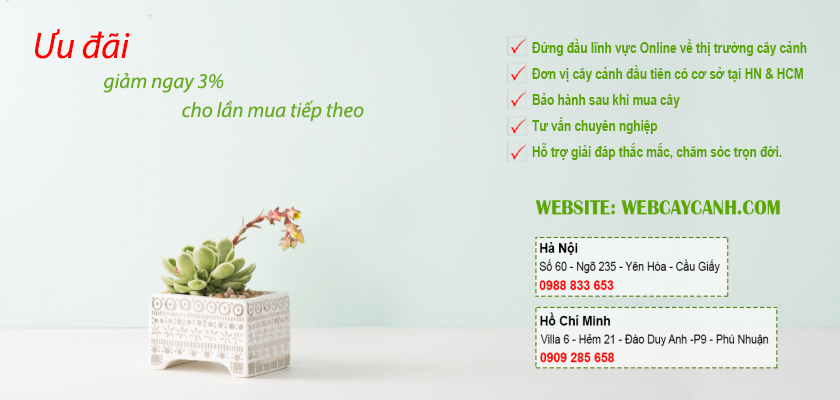 Ưu đãi
giảm ngay 3%
cho lần mua tiếp theo
Đứng đầu lĩnh vực Online về thị trường cây cảnh
Đơn vị cây cảnh đầu tiên có cơ sở tại HN & HCM
Bảo hành sau khi mua cây
Tư vấn chuyên nghiệp
Hỗ trợ giải đáp thắc mắc, chăm sóc trọn đời.
WEBSITE: WEBCAYCANH.COM
Hà Nội
Số 60 - Ngõ 235 - Yên Hòa - Cầu Giấy
0988 833 653
Hồ Chí Minh
Villa 6 - Hẻm 21 - Đào Duy Anh -P9 - Phú Nhuận
0909 285 658